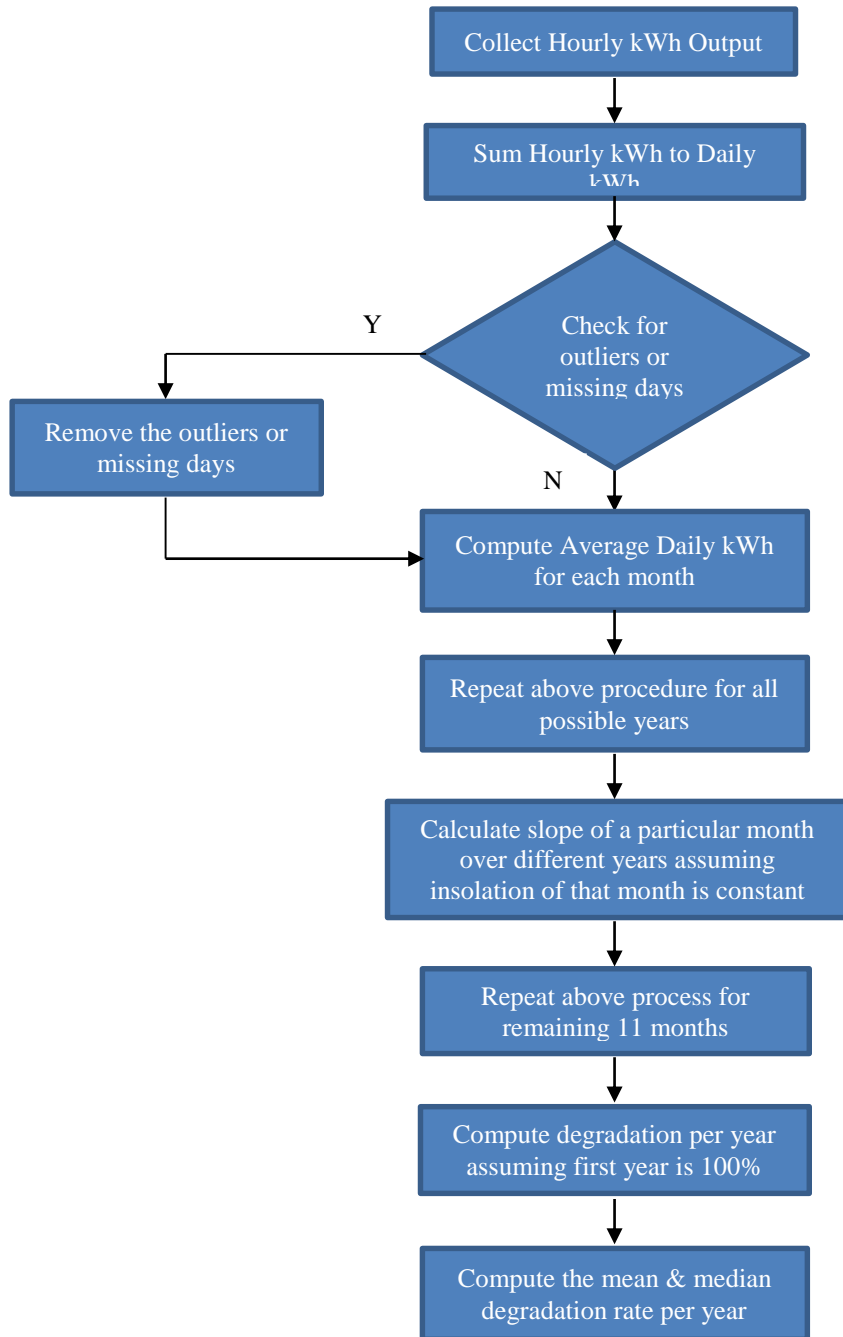 Collect Hourly kWh Output
Sum Hourly kWh to Daily
kWh
Check for
outliers or
missing days
Y
Remove the outliers or
missing days
N
Compute Average Daily kWh
for each month
Repeat above procedure for all
possible years
Calculate slope of a particular month
over different years assuming
insolation of that month is constant
Repeat above process for
remaining 11 months
Compute degradation per year
assuming first year is 100%
Compute the mean & median
degradation rate per year